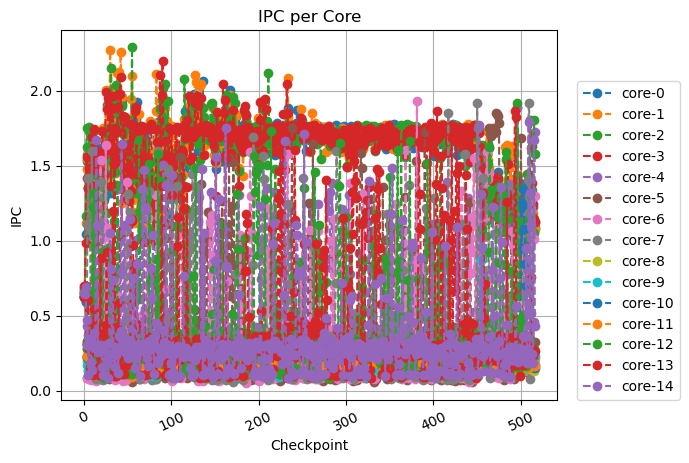 IPC per Core
IPC
2.0
1.5
1.0
0.5
0.0
0
100
200
300
400
500
Checkpoint
core-0
core-1
core-2
core-3
core-4
core-5
core-6
core-7
core-8
core-9
core-10
core-11
core-12
core-13
core-14